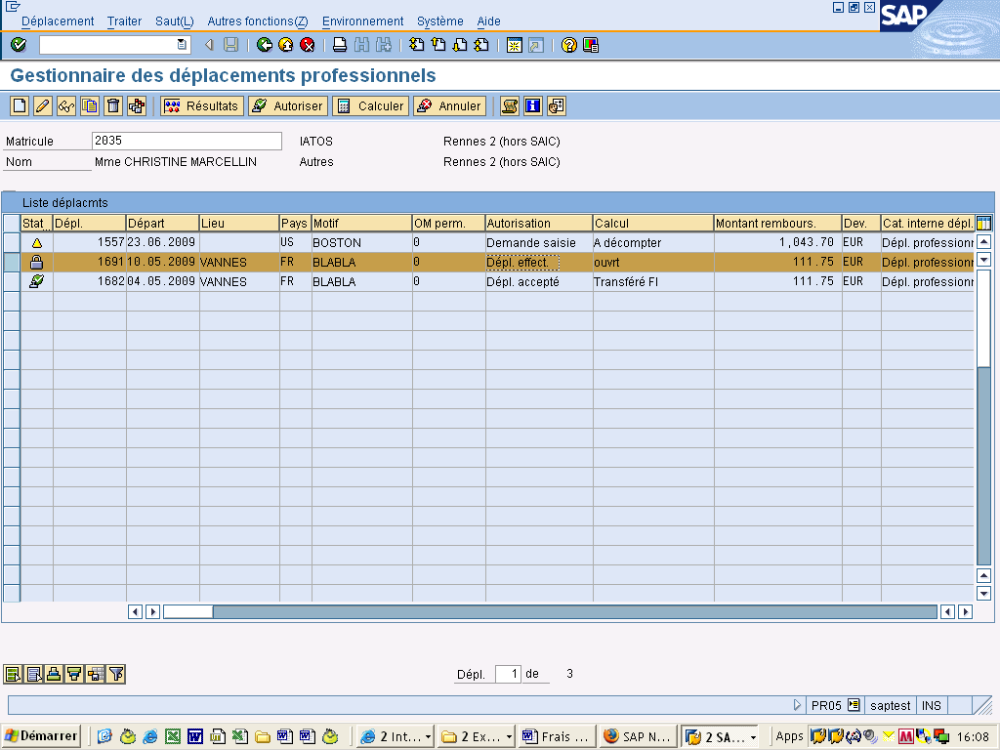 Déplacement Traiter Saut(L) Autres fonctions(Z) Environnement Système Aide
SAP
Gestionnaire des déplacements professionnels
Résultats Autoriser Calculer Annuler
Matricule 2035 IATOS Rennes 2 (hors SAIC)
Nom Mme CHRISTINE MARCELLIN Autres Rennes 2 (hors SAIC)
Liste déplacmts
Stat... Dépl. Départ Lieu Pays Motif OM perm. Autorisation Calcul Montant rembours. Dev. Cat. interne dépl.
1557 23.06.2009 US BOSTON 0 Demande saisie A décompter 1,043.70 EUR Dépl. professionn
1691 10.05.2009 VANNES FR BLABLA 0 Dépl. effect. ouvrt 111.75 EUR Dépl. professionn
1682 04.05.2009 VANNES FR BLABLA 0 Dépl. accepté Transféré FI 111.75 EUR Dépl. professionn
Dépl. 1 de 3
PR05 saptest INS
Démarrer 2 Int... 2 Ex... Frais ... SAP N... 2 SA... Apps 16:08